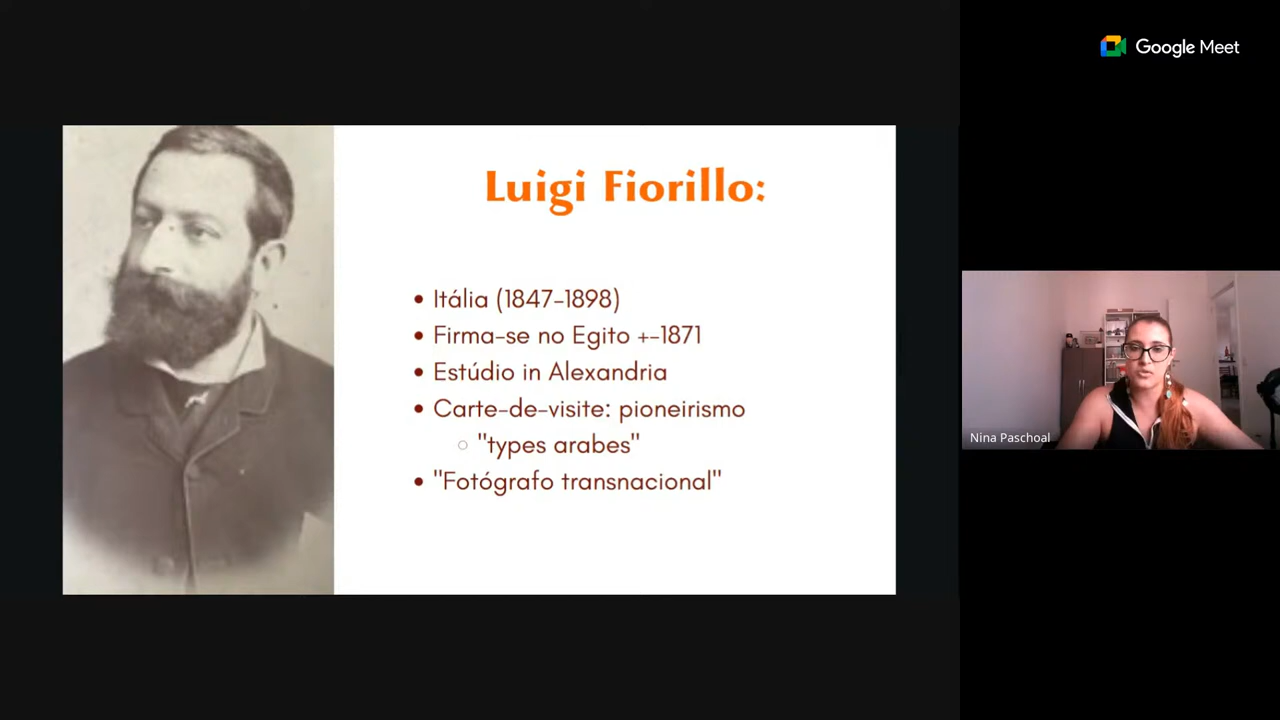 Google Meet
Luigi Fiorillo:
• Itália (1847-1898)
• Firma-se no Egito +-1871
• Estúdio in Alexandria
• Carte-de-visite: pioneirismo
○ "types arabes"
• "Fotógrafo transnacional"
Nina Paschoal